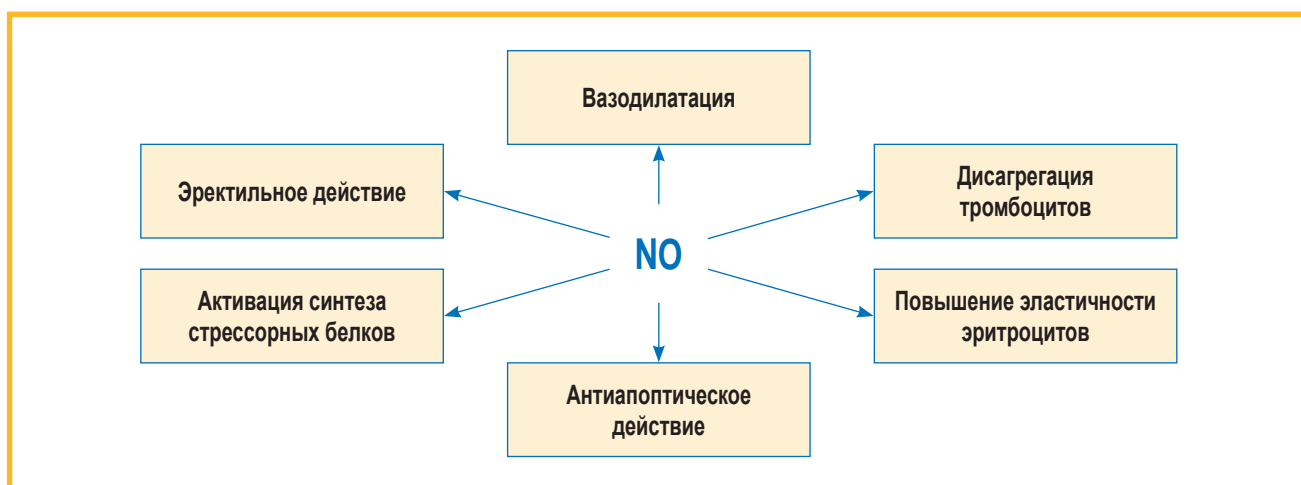 Вазодилатация
Эректильное действие
Дисагрегация
тромбоцитов
NO
Активация синтеза
стрессорных белков
Повышение эластичности
эритроцитов
Антиапоптическое
действие